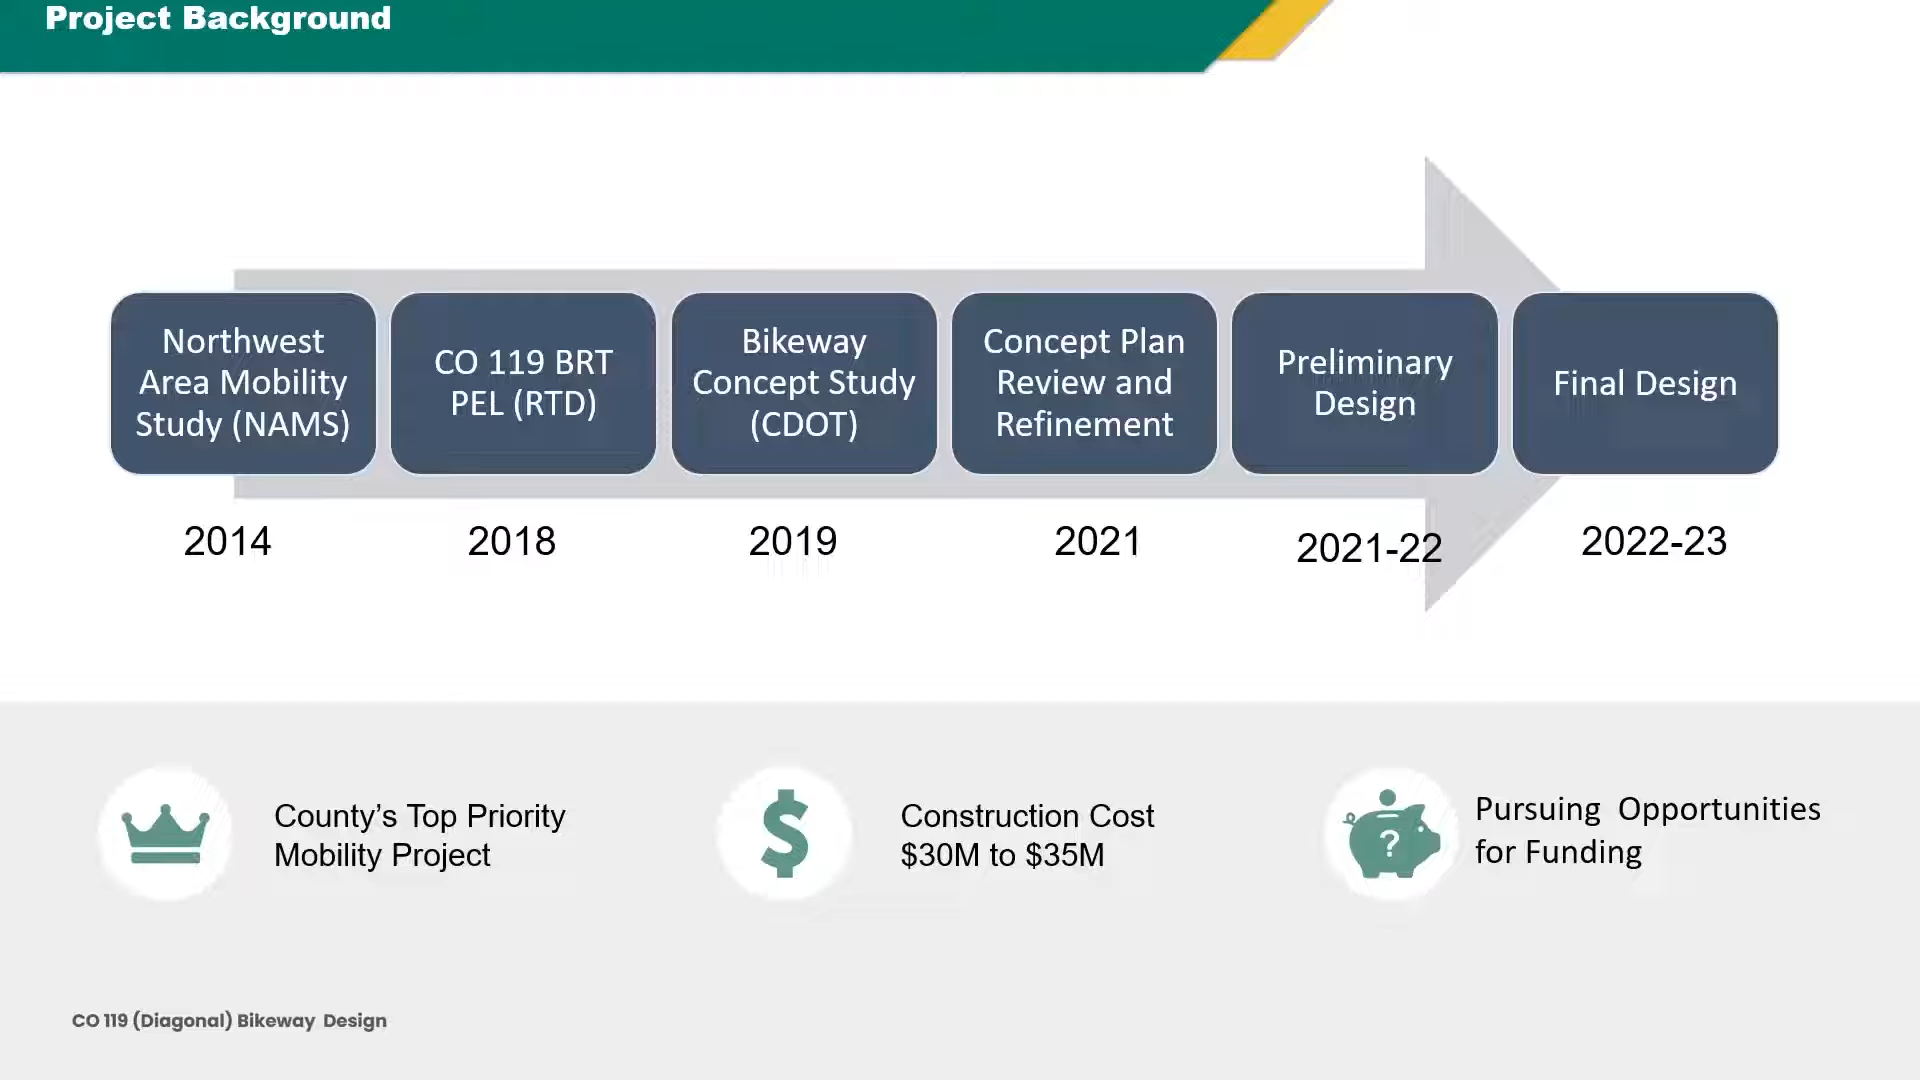 Project Background
Northwest
Area Mobility
Study (NAMS)
CO 119 BRT
PEL (RTD)
Bikeway
Concept Study
(CDOT)
Concept Plan
Review and
Refinement
Preliminary
Design
Final Design
2014
2018
2019
2021
2021-22
2022-23
County’s Top Priority
Mobility Project
$
Construction Cost
$30M to $35M
?
Pursuing Opportunities
for Funding
CO 119 (Diagonal) Bikeway Design